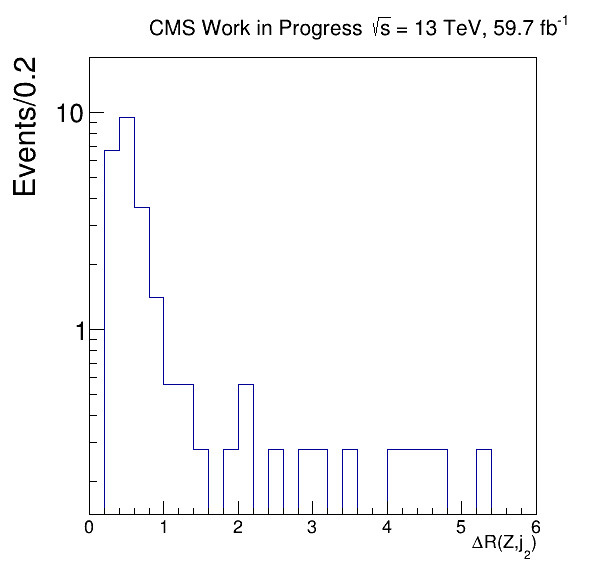 CMS Work in Progress √s = 13 TeV, 59.7 fb⁻¹
Events/0.2
10
1
0 1 2 3 4 5 6
ΔR(Z,j₂)